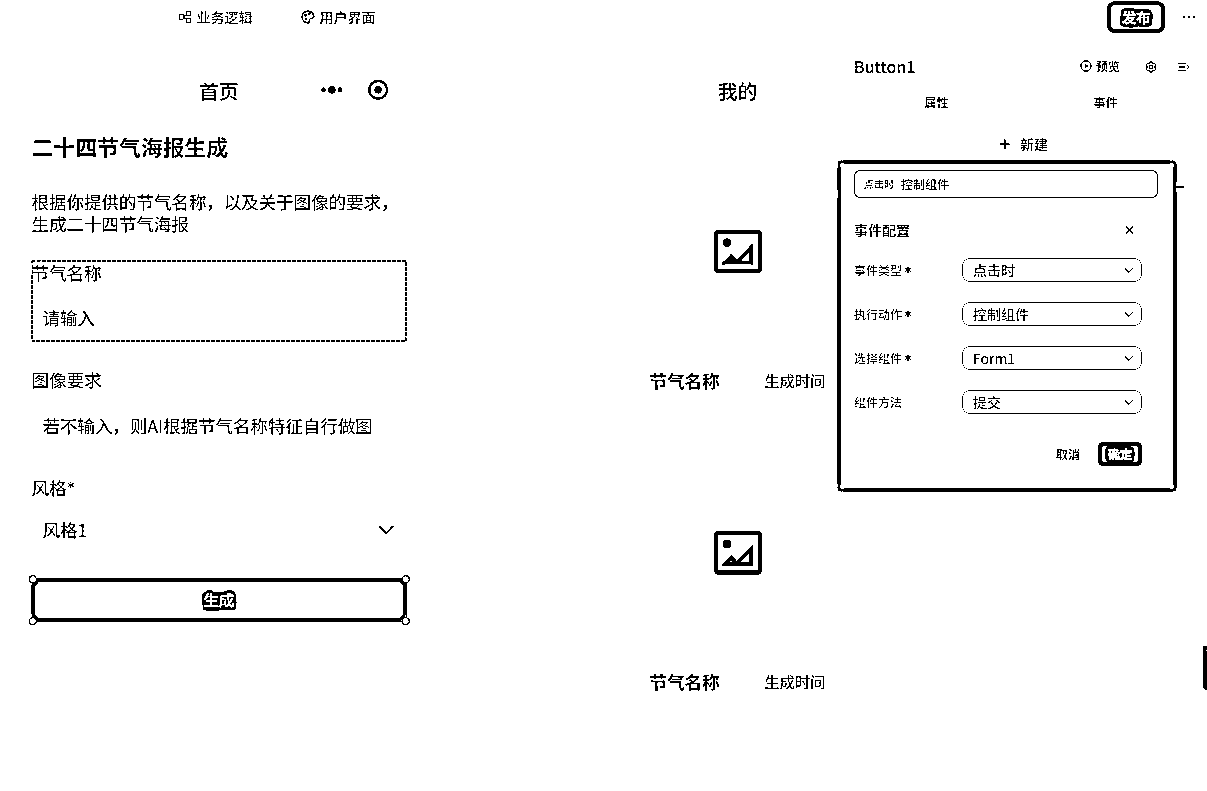 业务逻辑
用户界面
发布
首页
二十四节气海报生成
根据你提供的节气名称，以及关于图像的要求，
生成二十四节气海报
节气名称
请输入
图像要求
若不输入，则AI根据节气名称特征自行做图
风格*
风格1
生成
我的
节气名称 生成时间
节气名称 生成时间
Button1
预览
属性 事件
+ 新建
点击时 控制组件
事件配置
事件类型* 点击时
执行动作* 控制组件
选择组件* Form1
组件方法 提交
取消 确定